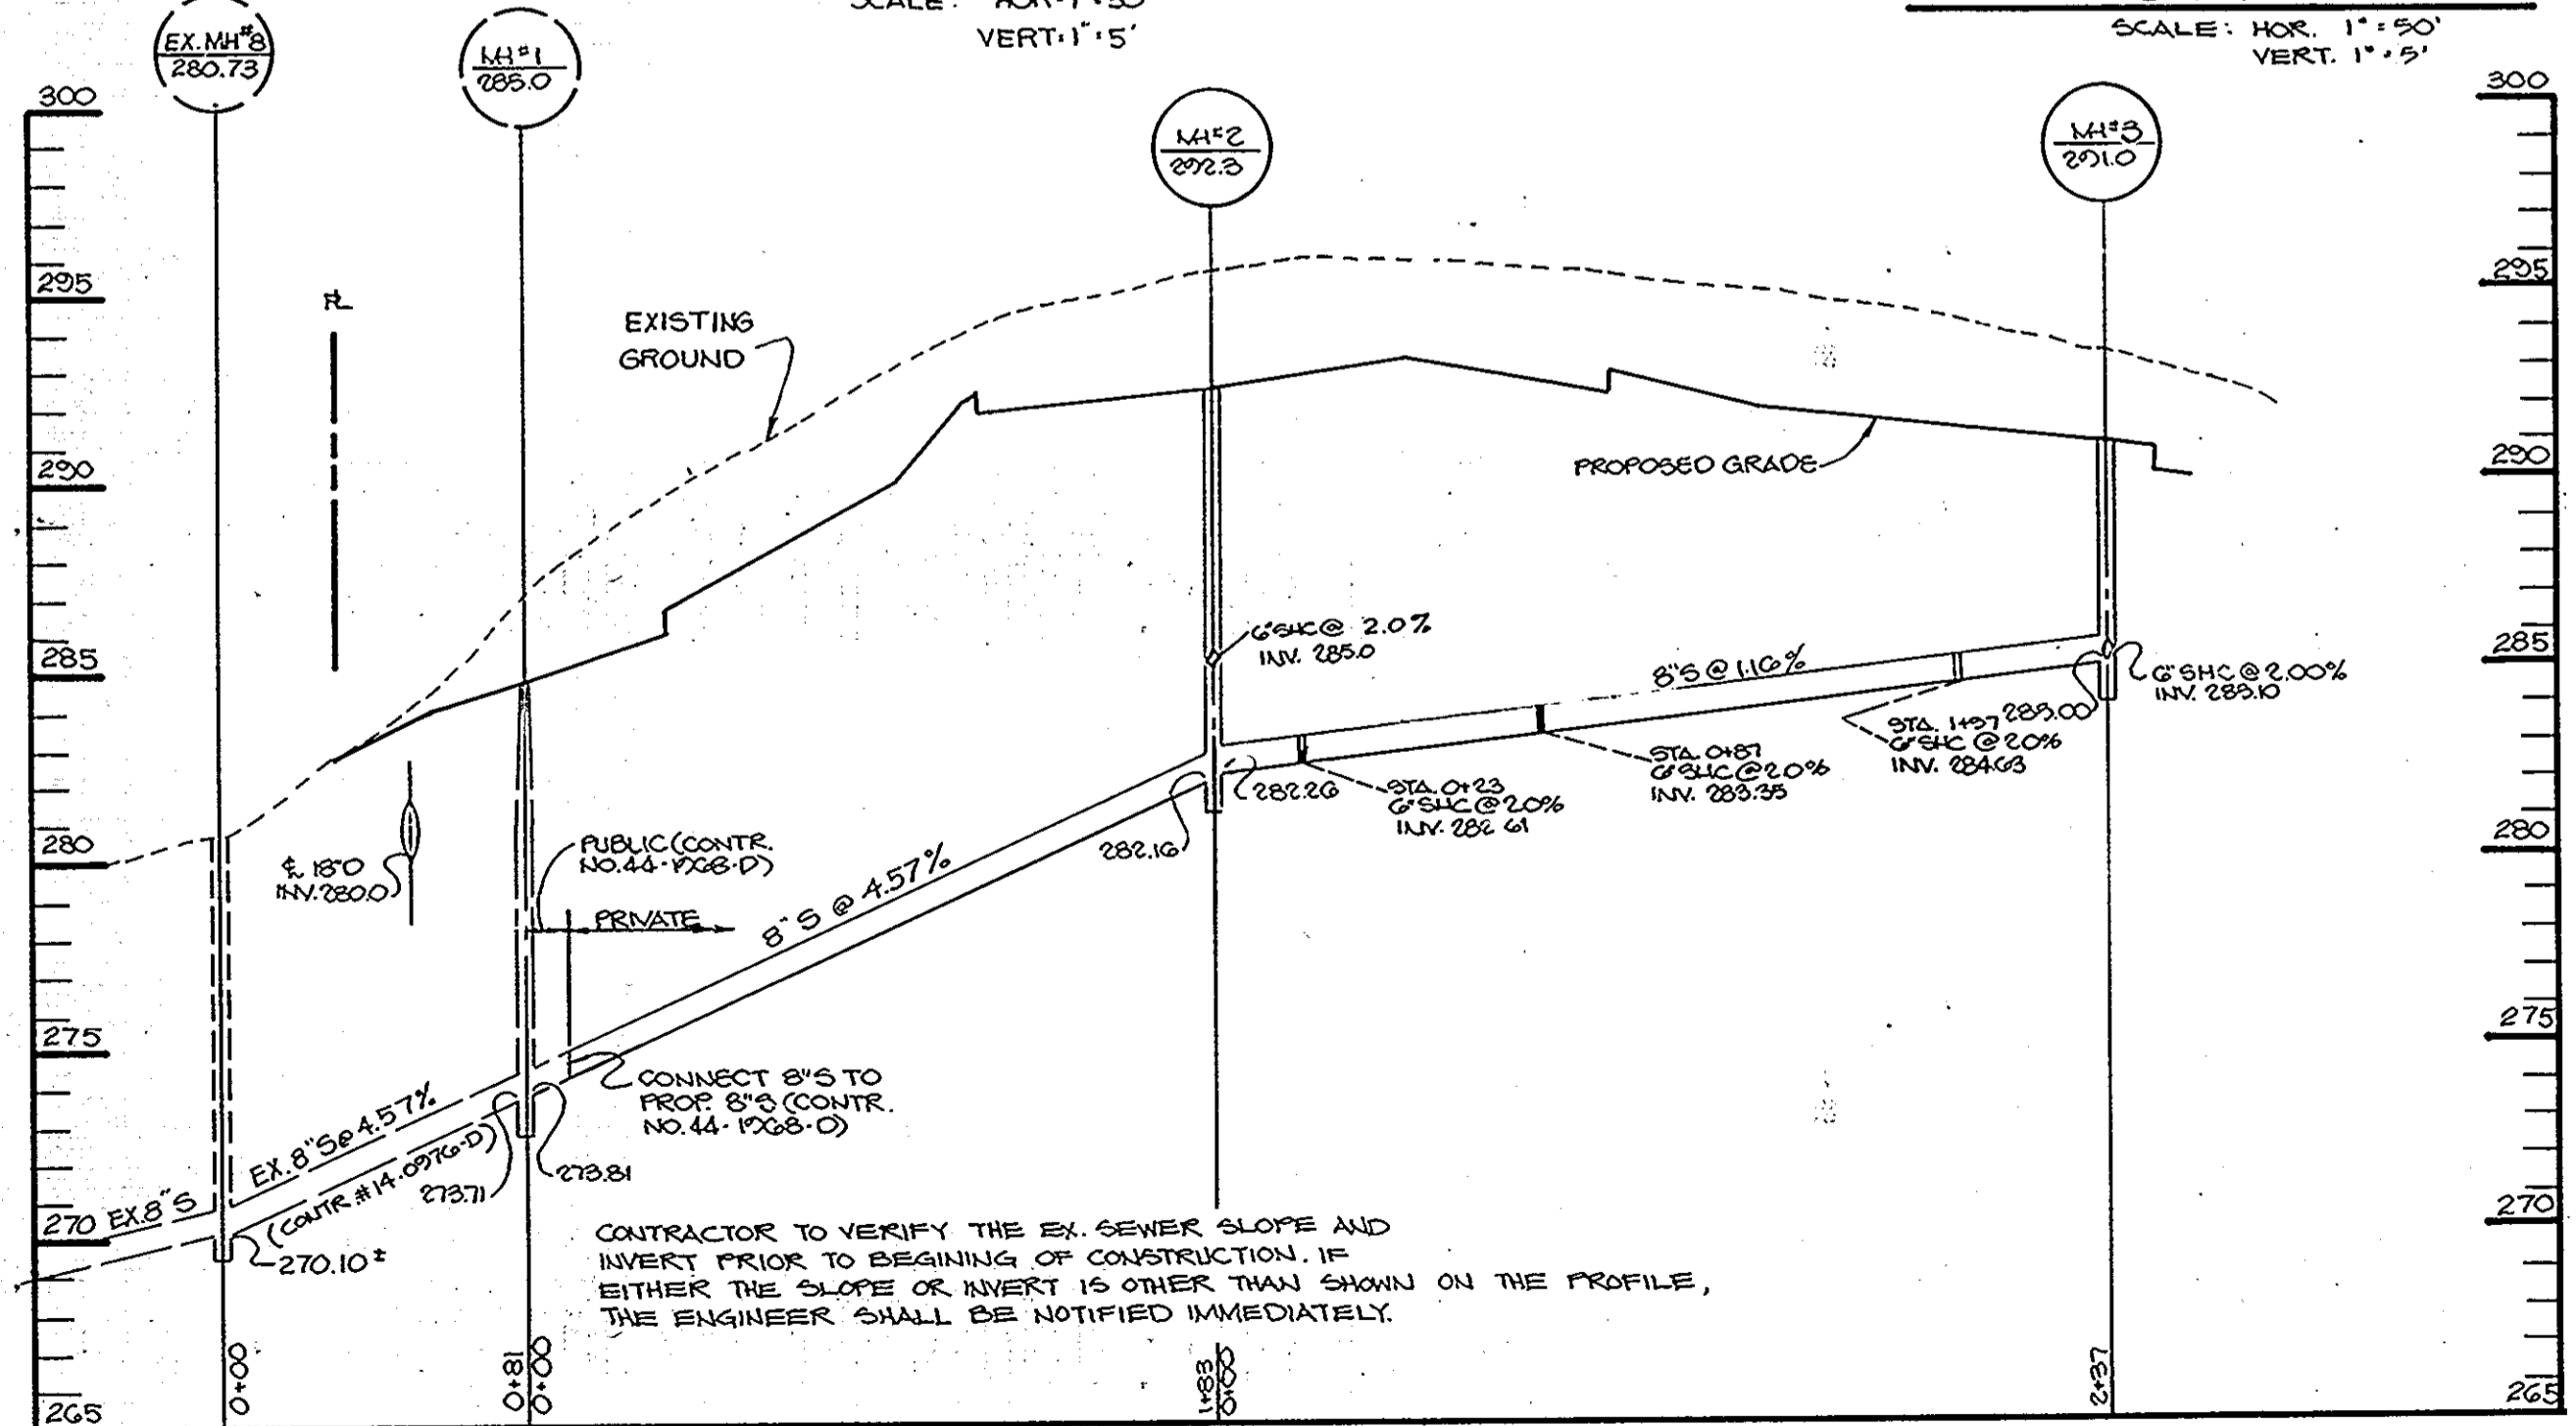 SCALE: HOR. 1"=50'
VERT. 1"=5'
SCALE: HOR. 1"=50'
VERT. 1"=5'
EX. MH#8
280.73
MH#1
285.0
MH#2
292.3
MH#3
291.0
300
300
295
295
290
290
285
285
280
280
275
275
270
270
265
265
EXISTING
GROUND
PROPOSED GRADE
6"SHC@ 2.0%
INV. 285.0
8"S@1.16%
6"SHC@2.00%
INV. 285.10
285.00
STA. 1+97
6"SHC @20%
INV. 284.63
STA. 0+87
6"SHC@20%
INV. 283.35
STA. 0+23
6"SHC@20%
INV. 282.61
282.26
282.16
INV. 280.0
PUBLIC (CONTR.
NO. 44-1968-D)
PRIVATE
8"S @ 4.57%
CONNECT 8"S TO
PROP. 8"S (CONTR.
NO. 44-1968-D)
EX. 8"S@ 4.57%
(CONTR. #14.0976-D)
EX.8"S
273.71
273.81
270.10±
CONTRACTOR TO VERIFY THE EX. SEWER SLOPE AND
INVERT PRIOR TO BEGINING OF CONSTRUCTION. IF
EITHER THE SLOPE OR INVERT IS OTHER THAN SHOWN ON THE PROFILE,
THE ENGINEER SHALL BE NOTIFIED IMMEDIATELY.
0+00
0+81
0+00
1+83
0+00
2+37